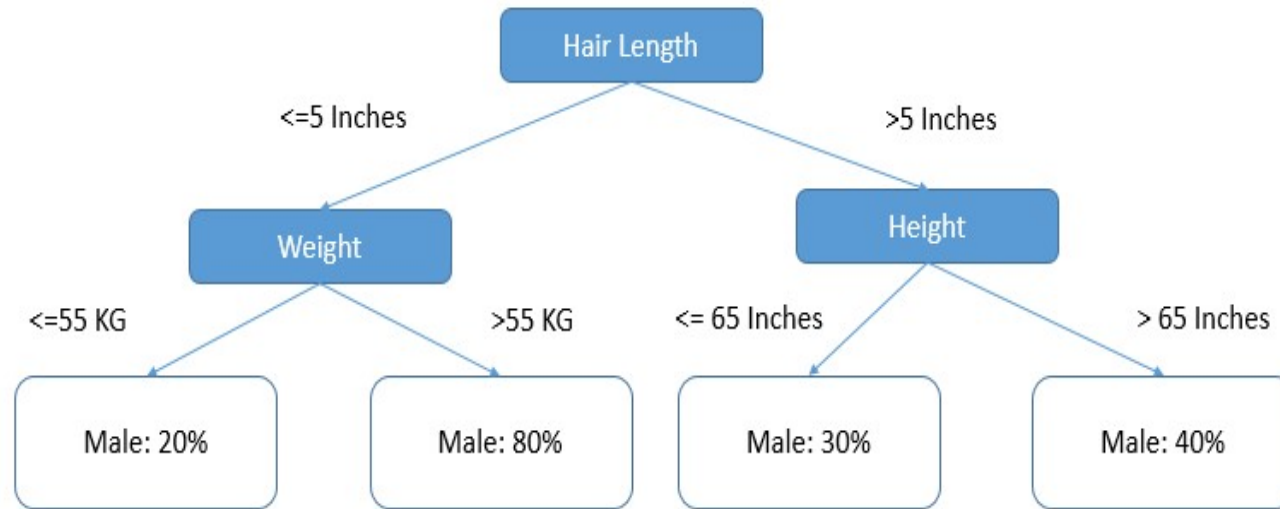 Hair Length
<=5 Inches
>5 Inches
Weight
Height
<=55 KG
>55 KG
<= 65 Inches
> 65 Inches
Male: 20%
Male: 80%
Male: 30%
Male: 40%